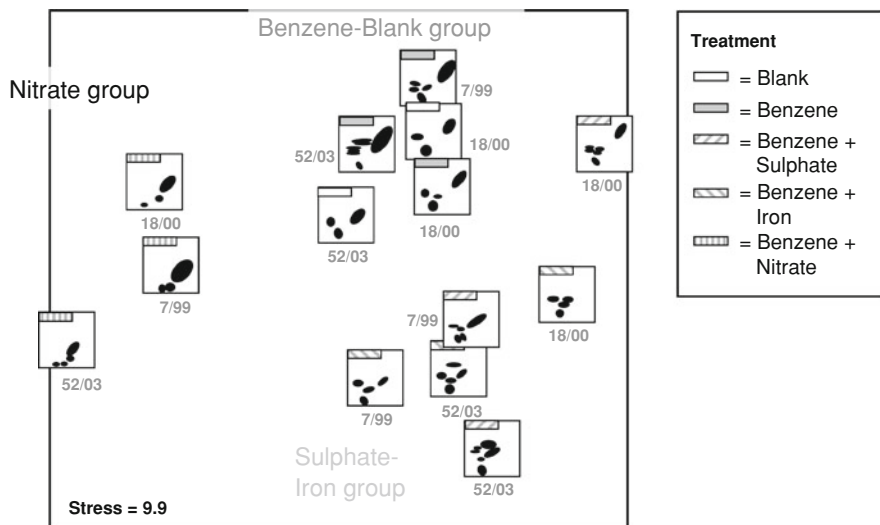 Benzene-Blank group
Nitrate group
7/99
52/03
18/00
18/00
18/00
18/00
52/03
7/99
7/99
18/00
52/03
7/99
52/03
Sulphate-
Iron group
52/03
Stress = 9.9
Treatment
= Blank
= Benzene
= Benzene +
Sulphate
= Benzene +
Iron
= Benzene +
Nitrate